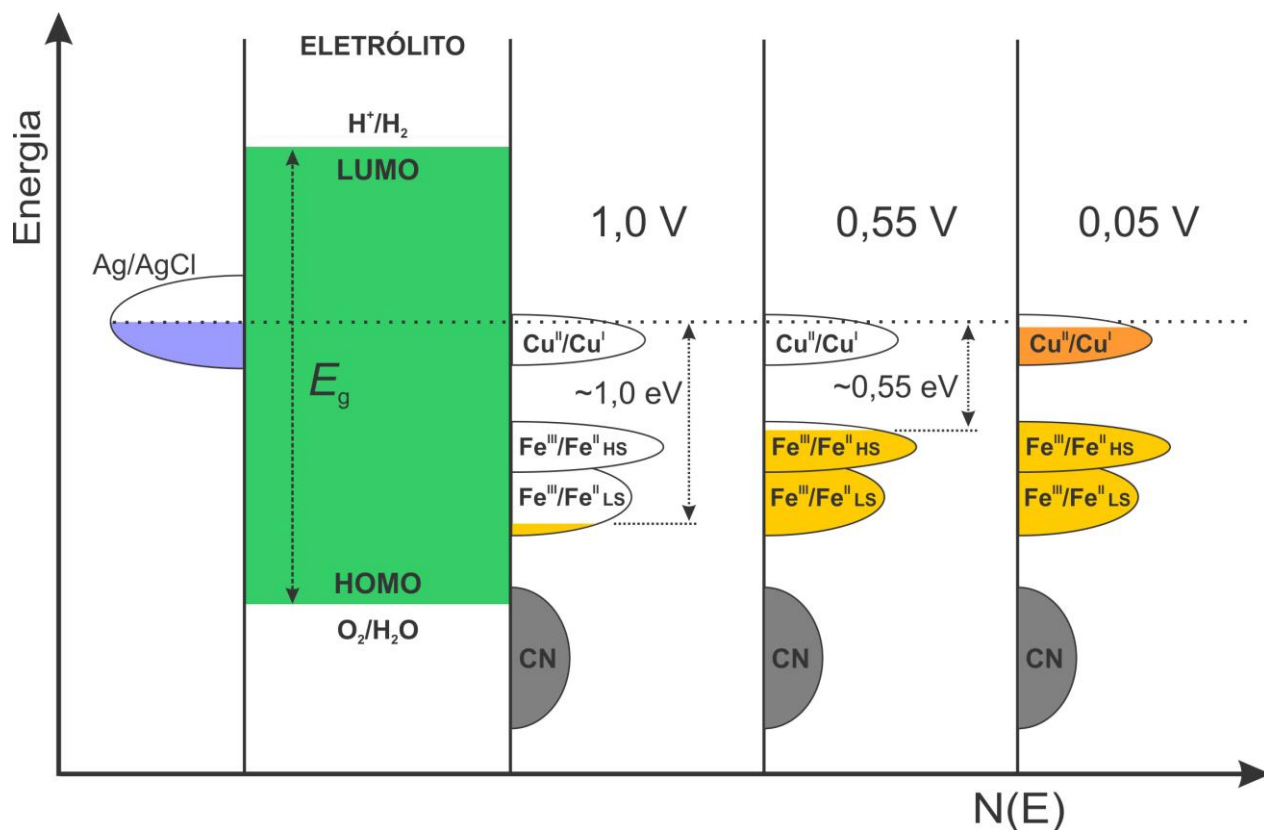 Energia
ELETRÓLITO
H⁺/H₂
LUMO
E_g
HOMO
O₂/H₂O
Ag/AgCl
1,0 V
Cuᴵᴵ/Cuᴵ
~1,0 eV
Feᴵᴵᴵ/Feᴵᴵ HS
Feᴵᴵᴵ/Feᴵᴵ LS
CN
0,55 V
Cuᴵᴵ/Cuᴵ
~0,55 eV
Feᴵᴵᴵ/Feᴵᴵ HS
Feᴵᴵᴵ/Feᴵᴵ LS
CN
0,05 V
Cuᴵᴵ/Cuᴵ
Feᴵᴵᴵ/Feᴵᴵ HS
Feᴵᴵᴵ/Feᴵᴵ LS
CN
N(E)